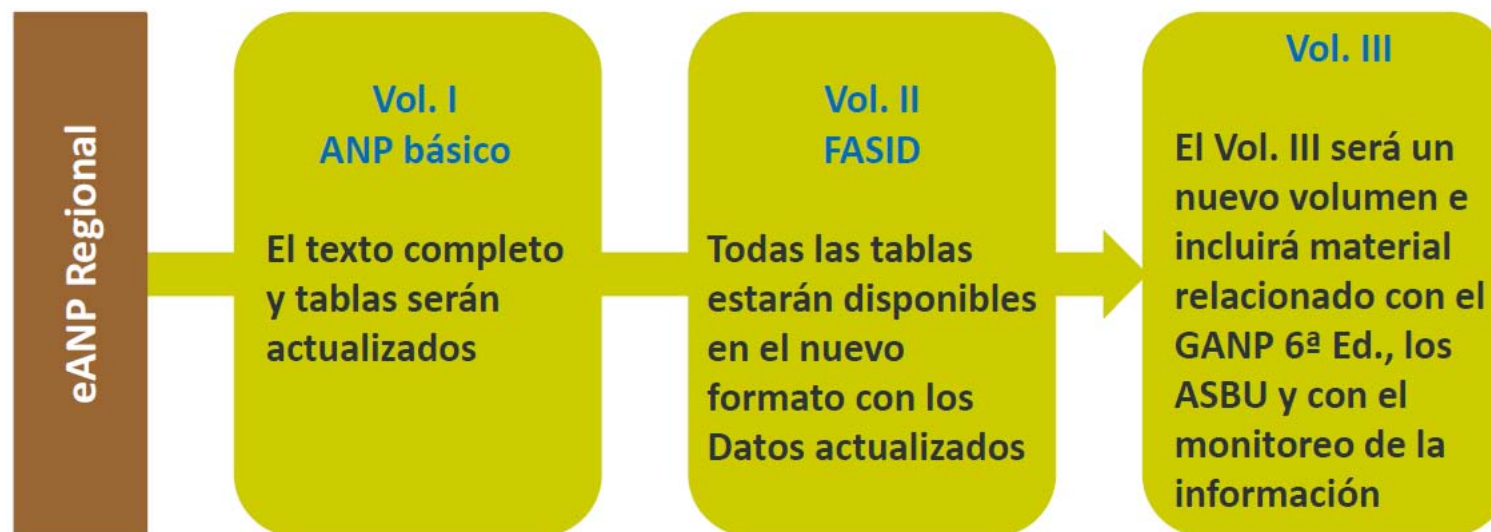 eANP Regional
Vol. I
ANP básico
El texto completo
y tablas serán
actualizados
Vol. II
FASID
Todas las tablas
estarán disponibles
en el nuevo
formato con los
Datos actualizados
Vol. III
El Vol. III será un
nuevo volumen e
incluirá material
relacionado con el
GANP 6ª Ed., los
ASBU y con el
monitoreo de la
información